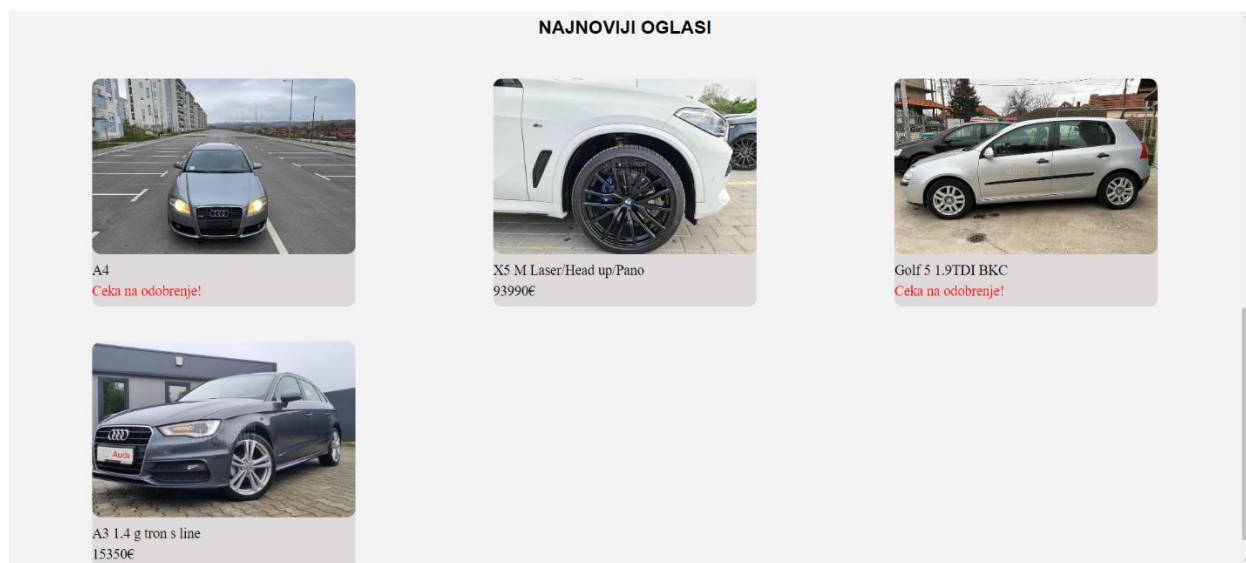 NAJNOVIJI OGLASI
A4
Ceka na odobrenje!
X5 M Laser/Head up/Pano
93990€
Golf 5 1.9TDI BKC
Ceka na odobrenje!
Audi
A3 1.4 g tron s line
15350€